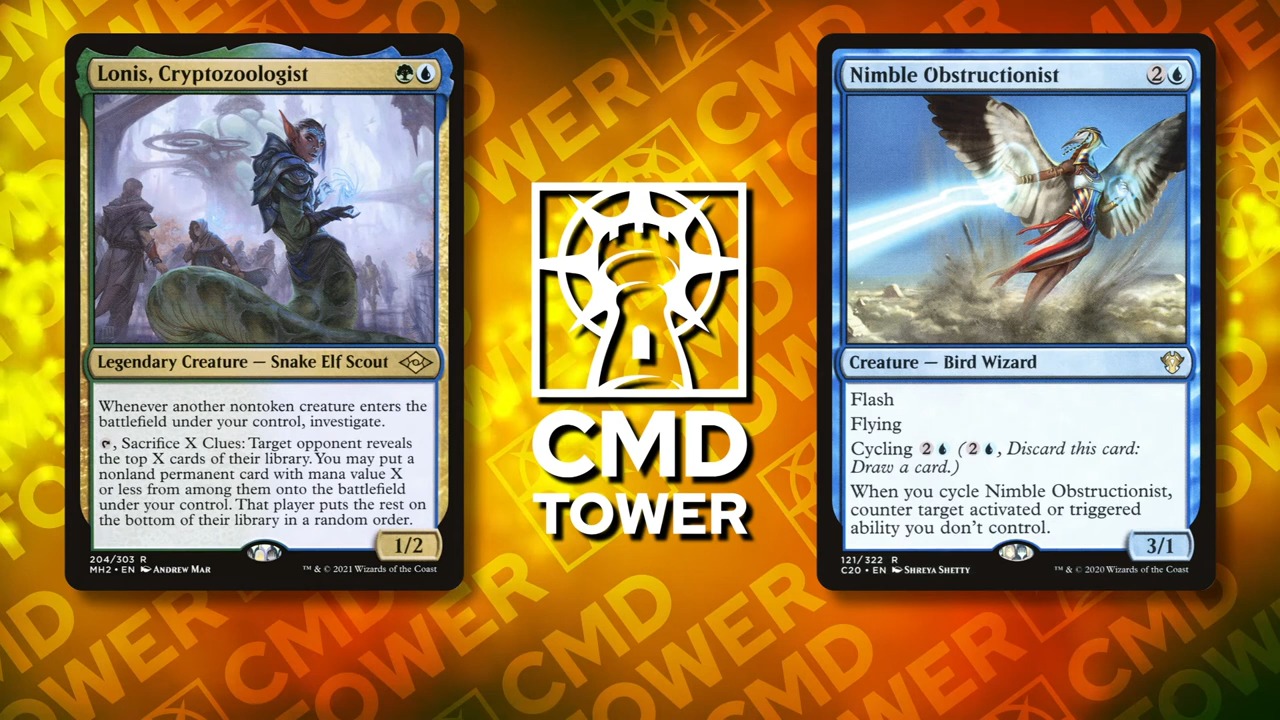 Lonis, Cryptozoologist
Legendary Creature — Snake Elf Scout
Whenever another nontoken creature enters the
battlefield under your control, investigate.
, Sacrifice X Clues: Target opponent reveals
the top X cards of their library. You may put a
nonland permanent card with mana value X
or less from among them onto the battlefield
under your control. That player puts the rest on
the bottom of their library in a random order.
1/2
204/303 R
MH2 • EN Andrew Mar
™ & © 2021 Wizards of the Coast
CMD
TOWER
Nimble Obstructionist 2
Creature — Bird Wizard
Flash
Flying
Cycling 2 (2, Discard this card:
Draw a card.)
When you cycle Nimble Obstructionist,
counter target activated or triggered
ability you don't control.
3/1
121/322 R
C20 • EN Shreya Shetty
™ & © 2020 Wizards of the Coast
CMD TOWER